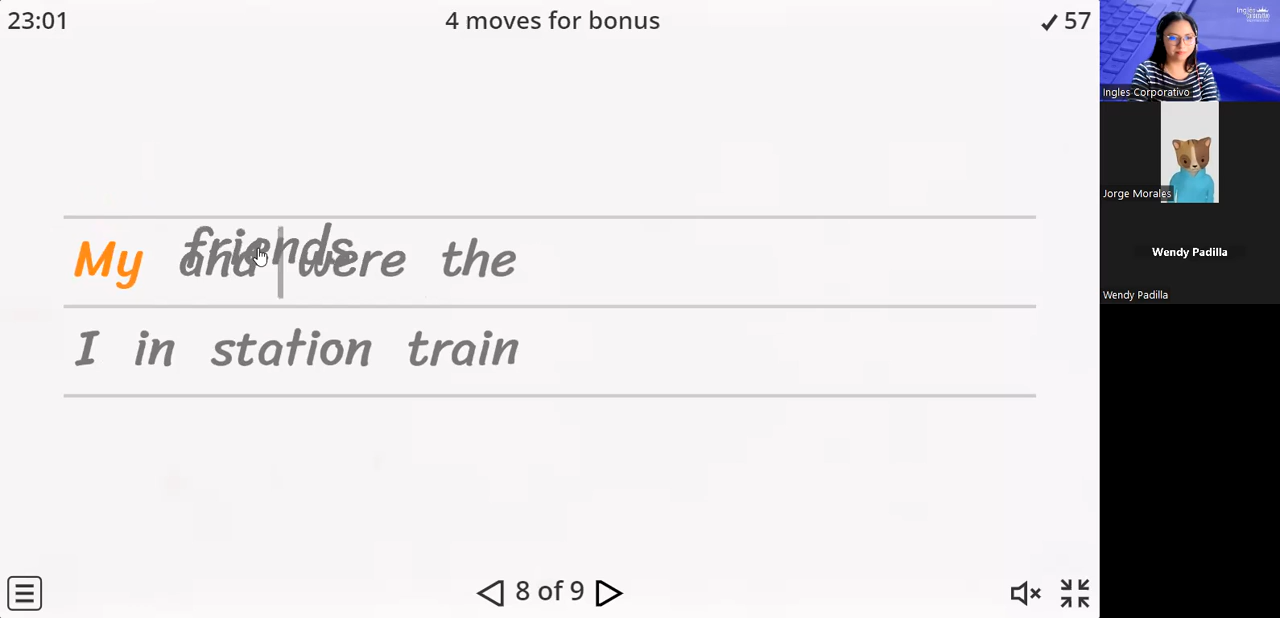 23:01 4 moves for bonus ✓ 57
My friends and were the
I in station train
8 of 9
Ingles Corporativo
Jorge Morales
Wendy Padilla
Wendy Padilla